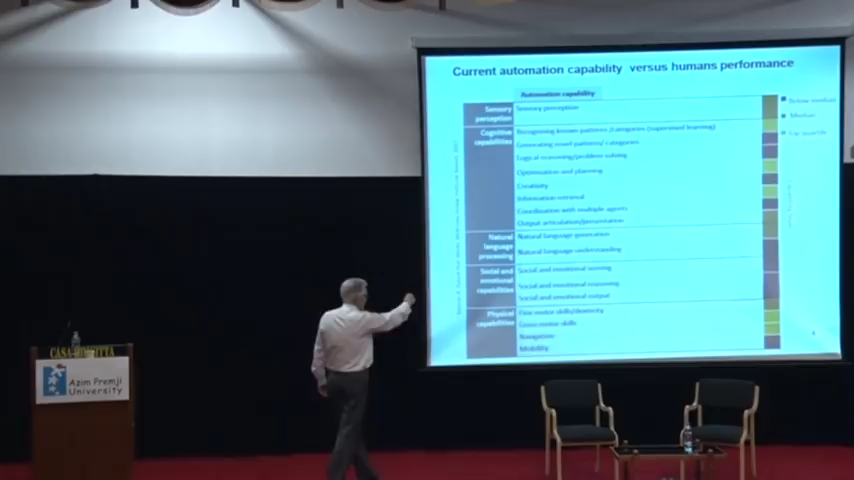 Current automation capability versus humans performance
Automation capability
Sensory perception
Sensory perception
Cognitive capabilities
Recognising known patterns /categories (supervised learning)
Generating novel patterns/ categories
Logical reasoning/problem solving
Optimisation and planning
Creativity
Information retrieval
Coordination with multiple agents
Output articulation/presentation
Natural language processing
Natural language generation
Natural language understanding
Social and emotional capabilities
Social and emotional sensing
Social and emotional reasoning
Social and emotional output
Physical capabilities
Fine motor skills/dexterity
Gross motor skills
Navigation
Mobility
Below median
Median
Top quartile
Azim Premji
University